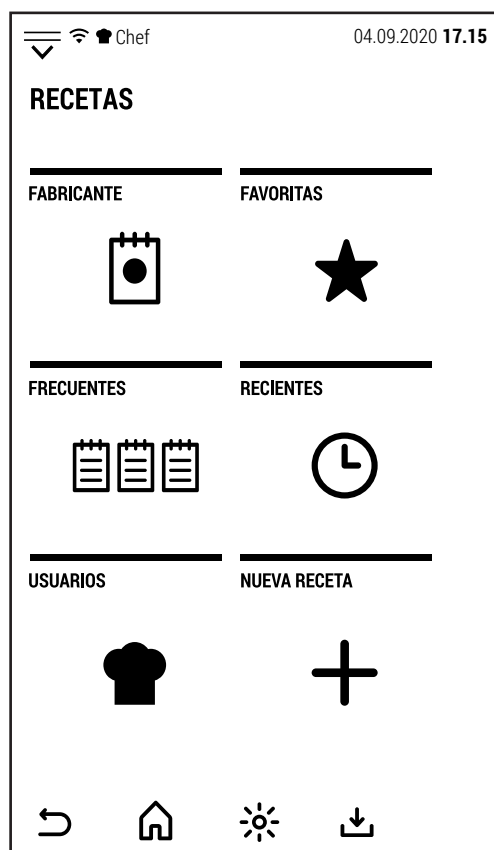 Chef 04.09.2020 17.15
RECETAS
FABRICANTE FAVORITAS
FRECUENTES RECIENTES
USUARIOS NUEVA RECETA